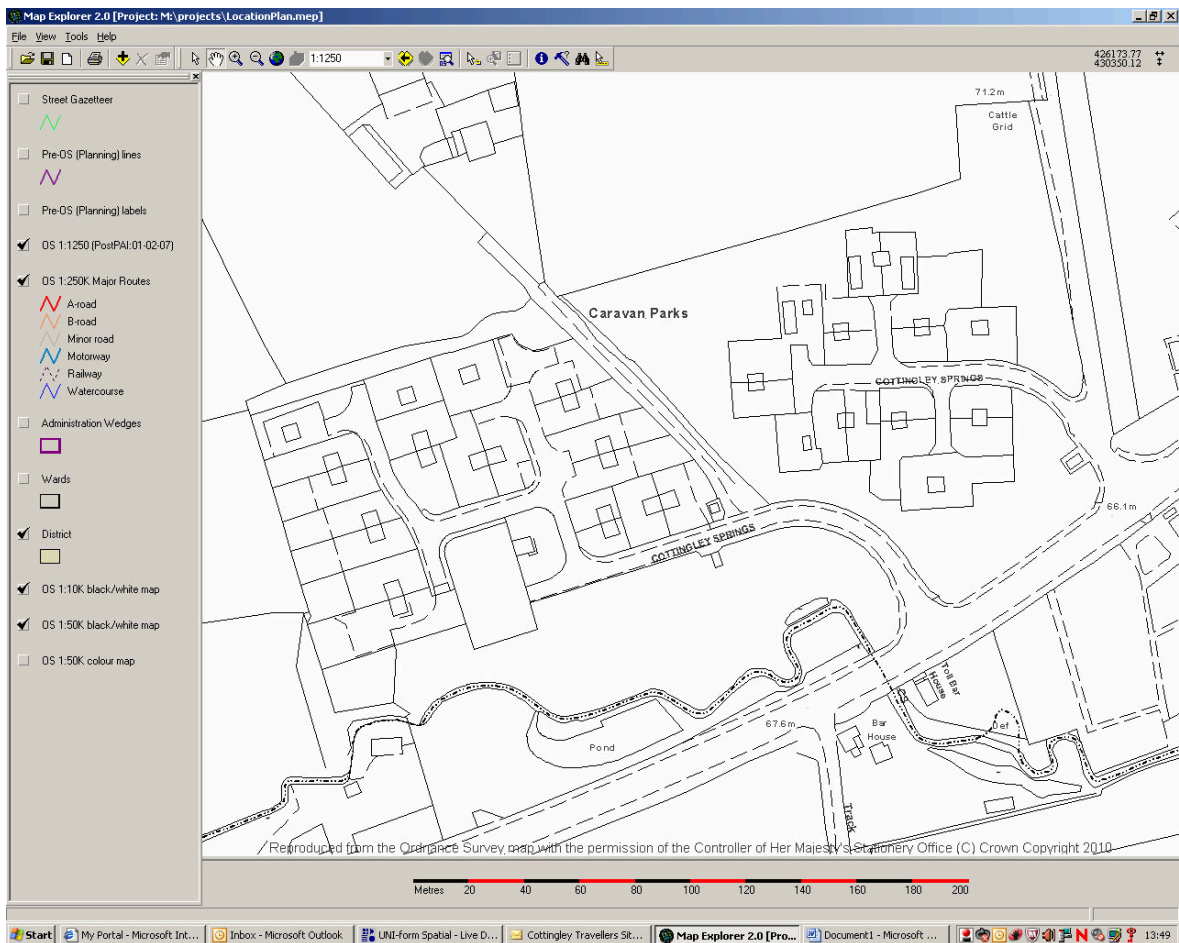 Map Explorer 2.0 [Project: M:\projects\LocationPlan.mep]
File View Tools Help
1:1250
426173.77
430350.12
Street Gazetteer
Pre-OS (Planning) lines
Pre-OS (Planning) labels
OS 1:1250 (PostPAI:01-02-07)
OS 1:250K Major Routes
A-road
B-road
Minor road
Motorway
Railway
Watercourse
Administration Wedges
Wards
District
OS 1:10K black/white map
OS 1:50K black/white map
OS 1:50K colour map
71.2m
Cattle
Grid
Caravan Parks
COTTINGLEY SPRINGS
COTTINGLEY SPRINGS
66.1m
Toll Bar
House
CS
Def
67.6m
Bar
House
Pond
Track
Reproduced from the Ordnance Survey map with the permission of the Controller of Her Majesty's Stationery Office (C) Crown Copyright 2010
Metres 20 40 60 80 100 120 140 160 180 200
Start My Portal - Microsoft Int... Inbox - Microsoft Outlook UNI-form Spatial - Live D... Cottingley Travellers Sit... Map Explorer 2.0 [Pro... Document1 - Microsoft ... 13:49